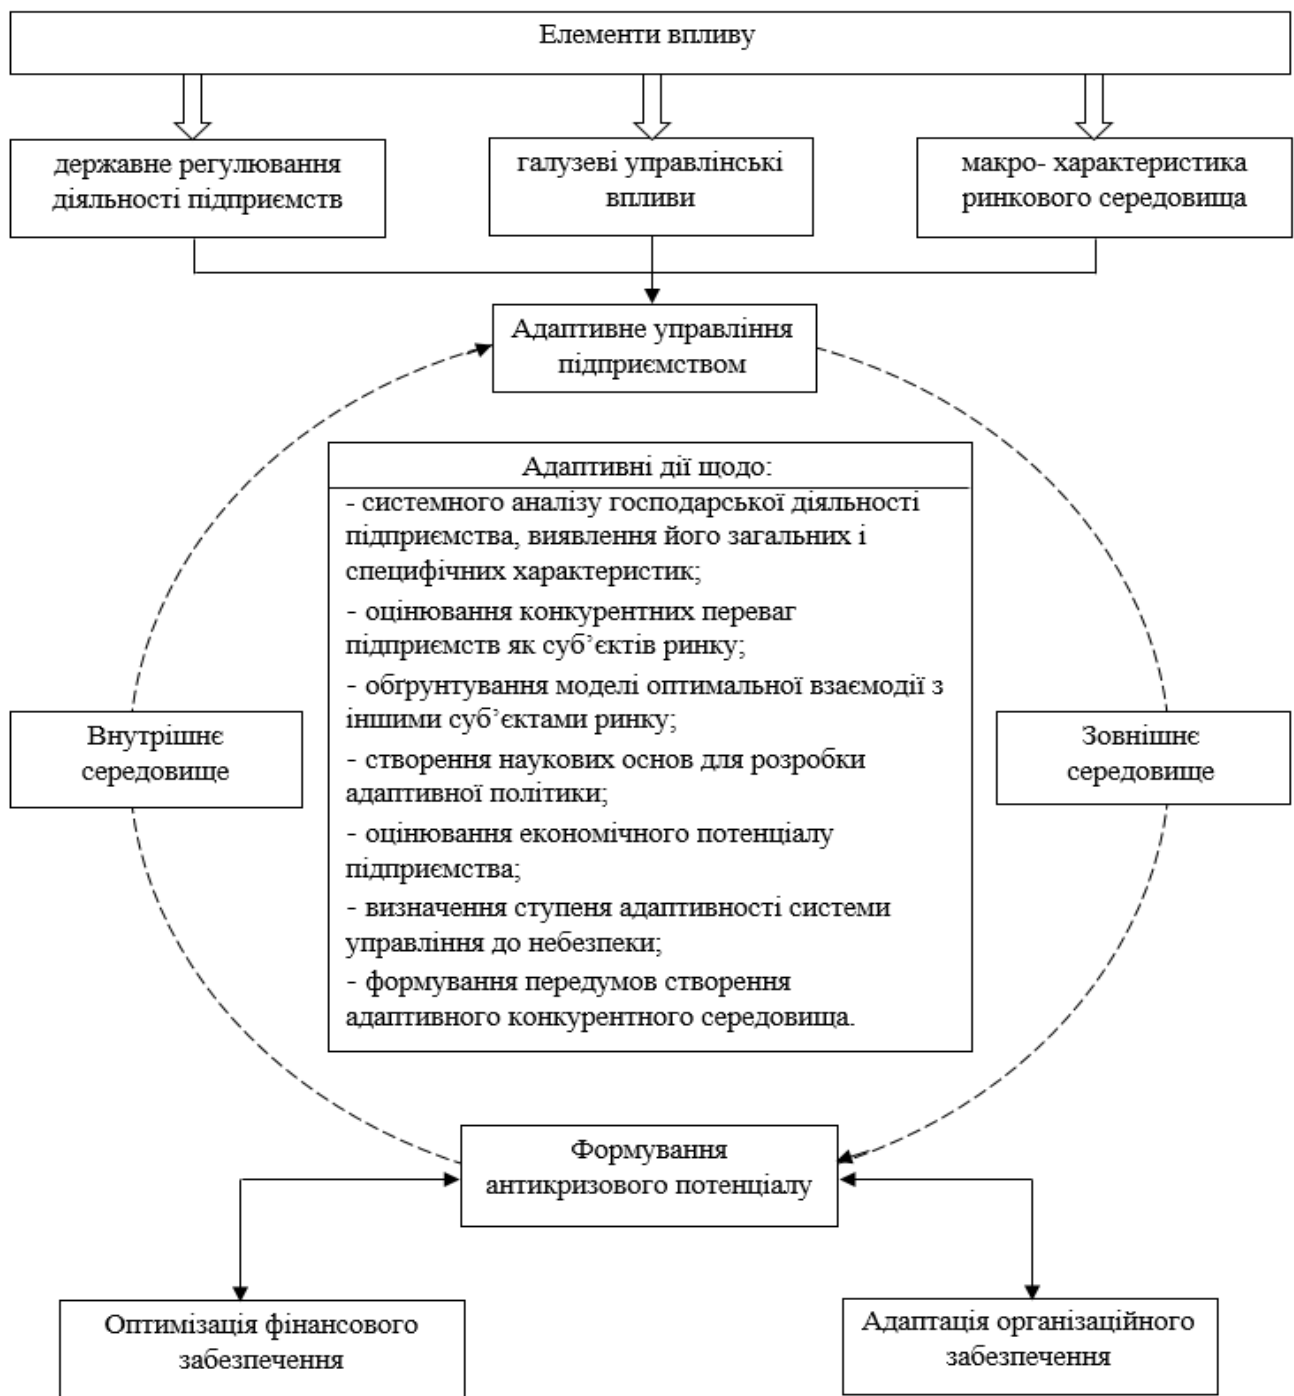 Елементи впливу
державне регулювання
діяльності підприємств
галузеві управлінські
впливи
макро- характеристика
ринкового середовища
Адаптивне управління
підприємством
Адаптивні дії щодо:
- системного аналізу господарської діяльності
підприємства, виявлення його загальних і
специфічних характеристик;
- оцінювання конкурентних переваг
підприємств як суб’єктів ринку;
- обґрунтування моделі оптимальної взаємодії з
іншими суб’єктами ринку;
- створення наукових основ для розробки
адаптивної політики;
- оцінювання економічного потенціалу
підприємства;
- визначення ступеня адаптивності системи
управління до небезпеки;
- формування передумов створення
адаптивного конкурентного середовища.
Внутрішнє
середовище
Зовнішнє
середовище
Формування
антикризового потенціалу
Оптимізація фінансового
забезпечення
Адаптація організаційного
забезпечення